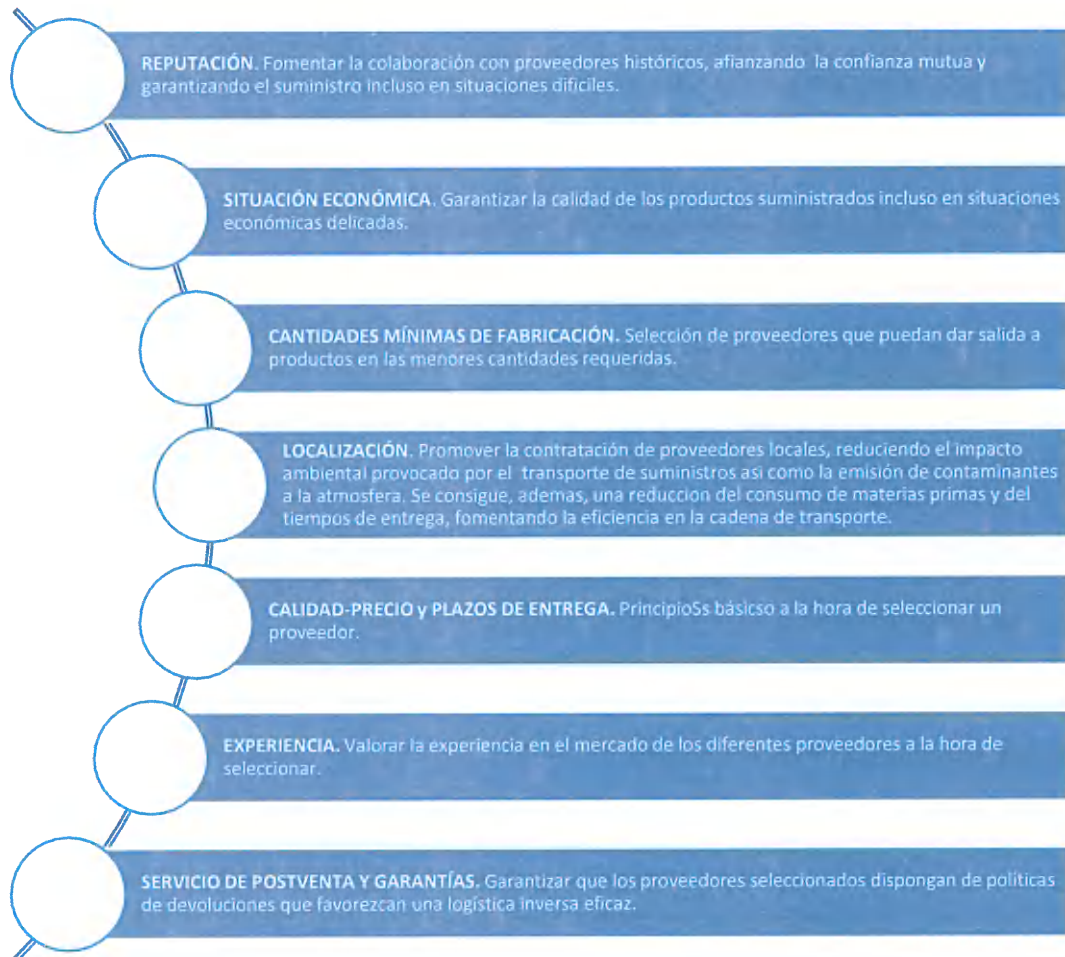 REPUTACIÓN. Fomentar la colaboración con proveedores históricos, afianzando la confianza mutua y
garantizando el suministro incluso en situaciones dificiles.
SITUACIÓN ECONÓMICA. Garantizar la calidad de los productos suministrados incluso en situaciones
económicas delicadas.
CANTIDADES MÍNIMAS DE FABRICACIÓN. Selección de proveedores que puedan dar salida a
productos en las menores cantidades requeridas.
LOCALIZACIÓN. Promover la contratación de proveedores locales, reduciendo el impacto
ambiental provocado por el transporte de suministros asi como la emisión de contaminantes
a la atmosfera. Se consigue, ademas, una reduccion del consumo de materias primas y del
tiempos de entrega, fomentando la eficiencia en la cadena de transporte.
CALIDAD-PRECIO y PLAZOS DE ENTREGA. PrincipioSs básicso a la hora de seleccionar un
proveedor.
EXPERIENCIA. Valorar la experiencia en el mercado de los diferentes proveedores a la hora de
seleccionar.
SERVICIO DE POSTVENTA Y GARANTÍAS. Garantizar que los proveedores seleccionados dispongan de políticas
de devoluciones que favorezcan una logística inversa eficaz.